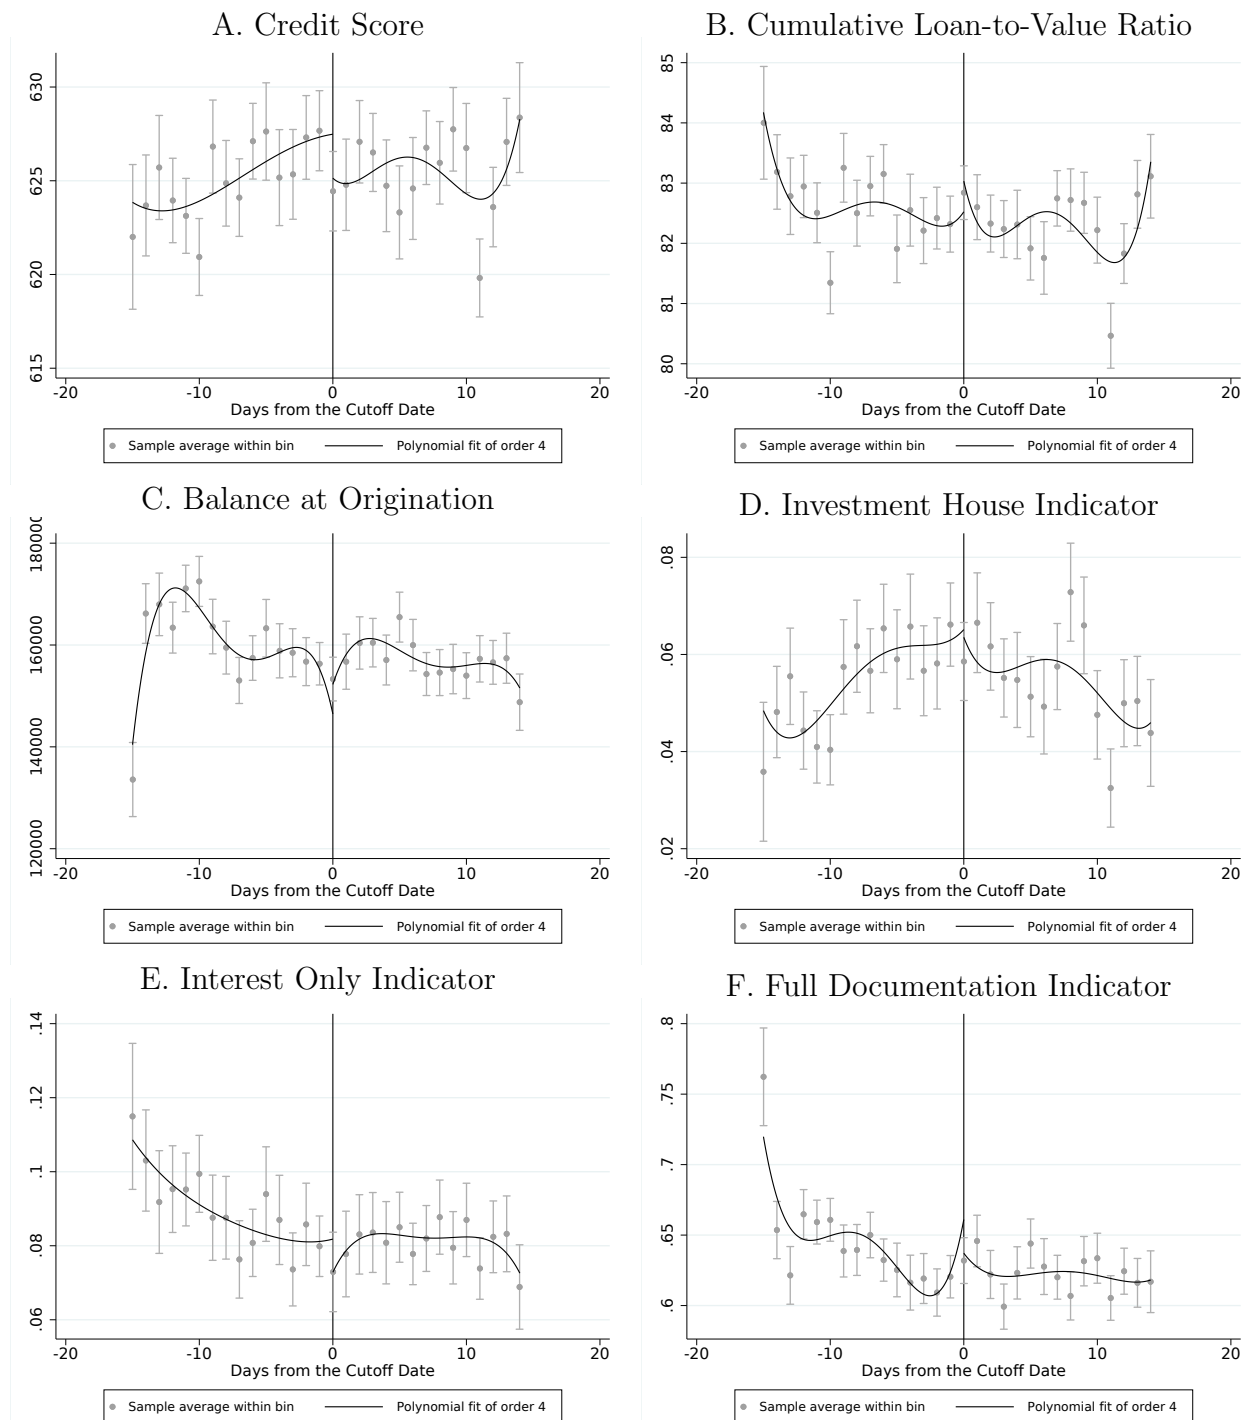 A. Credit Score
630
625
620
615
-20 -10 0 10 20
Days from the Cutoff Date
Sample average within bin Polynomial fit of order 4
B. Cumulative Loan-to-Value Ratio
85
84
83
82
81
80
-20 -10 0 10 20
Days from the Cutoff Date
Sample average within bin Polynomial fit of order 4
C. Balance at Origination
180000
160000
140000
120000
-20 -10 0 10 20
Days from the Cutoff Date
Sample average within bin Polynomial fit of order 4
D. Investment House Indicator
.08
.06
.04
.02
-20 -10 0 10 20
Days from the Cutoff Date
Sample average within bin Polynomial fit of order 4
E. Interest Only Indicator
.14
.12
.1
.08
.06
-20 -10 0 10 20
Days from the Cutoff Date
Sample average within bin Polynomial fit of order 4
F. Full Documentation Indicator
.8
.75
.7
.65
.6
-20 -10 0 10 20
Days from the Cutoff Date
Sample average within bin Polynomial fit of order 4